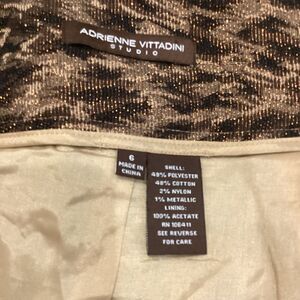 ADRIENNE VITTADINI
STUDIO
6
MADE IN
CHINA
SHELL:
49% POLYESTER
48% COTTON
2% NYLON
1% METALLIC
LINING:
100% ACETATE
RN 106411
SEE REVERSE
FOR CARE